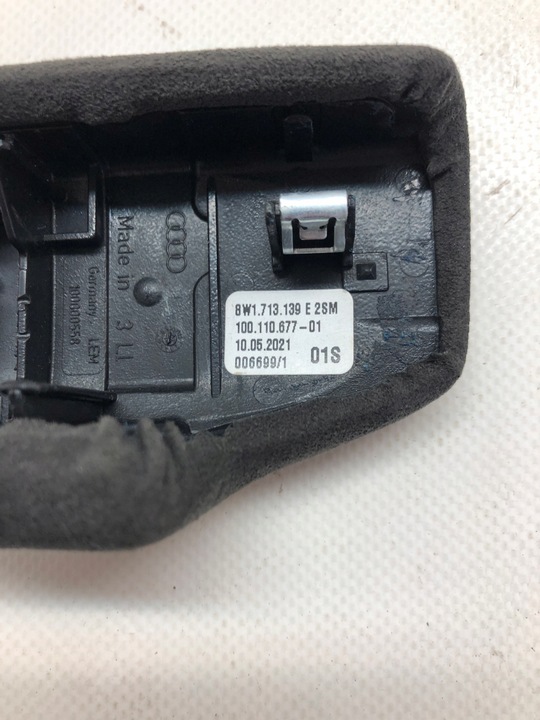 8W1.713.139 E 2SM
100.110.677-01
10.05.2021
006699/1 01S
Made in
Germany
LEM
100000558
3 LI